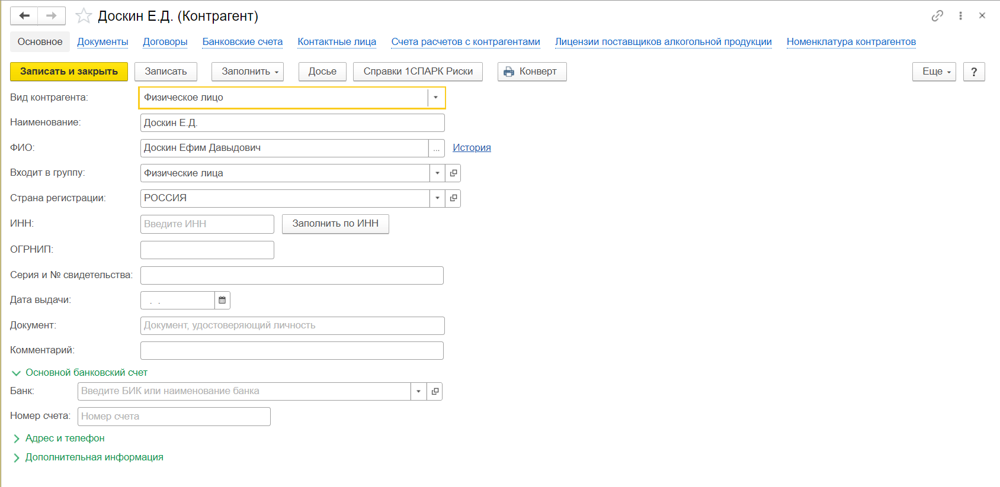 Доскин Е.Д. (Контрагент)
Основное Документы Договоры Банковские счета Контактные лица Счета расчетов с контрагентами Лицензии поставщиков алкогольной продукции Номенклатура контрагентов
Записать и закрыть Записать Заполнить Досье Справки 1СПАРК Риски Конверт Еще ?
Вид контрагента: Физическое лицо
Наименование: Доскин Е.Д.
ФИО: Доскин Ефим Давыдович ... История
Входит в группу: Физические лица
Страна регистрации: РОССИЯ
ИНН: Введите ИНН Заполнить по ИНН
ОГРНИП:
Серия и № свидетельства:
Дата выдачи: . .
Документ: Документ, удостоверяющий личность
Комментарий:
Основной банковский счет
Банк: Введите БИК или наименование банка
Номер счета: Номер счета
Адрес и телефон
Дополнительная информация